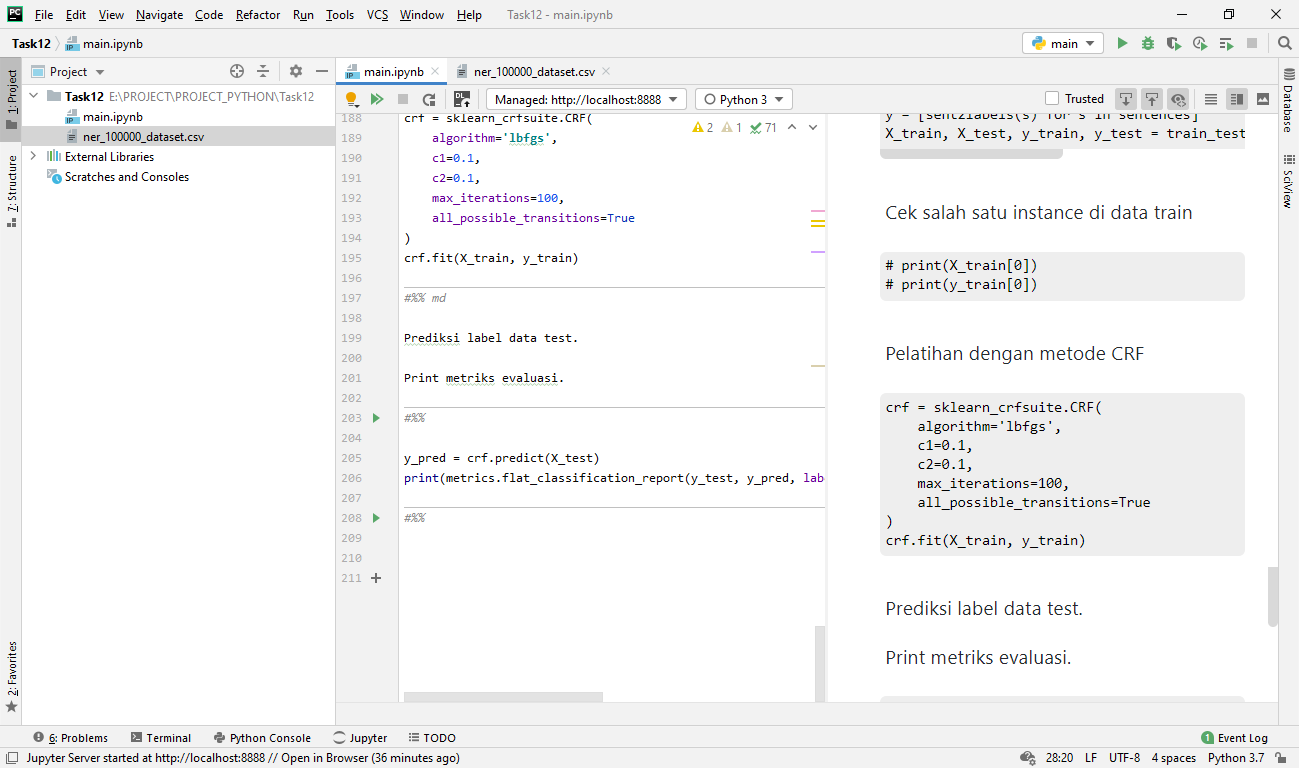 PC File Edit View Navigate Code Refactor Run Tools VCS Window Help Task12 - main.ipynb
Task12 main.ipynb main
Project
main.ipynb ner_100000_dataset.csv
Task12 E:\PROJECT\PROJECT_PYTHON\Task12
main.ipynb
ner_100000_dataset.csv
External Libraries
Scratches and Consoles
1: Project
7: Structure
2: Favorites
Managed: http://localhost:8888 Python 3 Trusted
2 1 71
188 crf = sklearn_crfsuite.CRF(
189 algorithm='lbfgs',
190 c1=0.1,
191 c2=0.1,
192 max_iterations=100,
193 all_possible_transitions=True
194 )
195 crf.fit(X_train, y_train)
196
197 #%% md
198
199 Prediksi label data test.
200
201 Print metriks evaluasi.
202
203 #%%
204
205 y_pred = crf.predict(X_test)
206 print(metrics.flat_classification_report(y_test, y_pred, lab
207
208 #%%
209
210
211
y = [sent2labels(s) for s in sentences]
X_train, X_test, y_train, y_test = train_test
Cek salah satu instance di data train
# print(X_train[0])
# print(y_train[0])
Pelatihan dengan metode CRF
crf = sklearn_crfsuite.CRF(
algorithm='lbfgs',
c1=0.1,
c2=0.1,
max_iterations=100,
all_possible_transitions=True
)
crf.fit(X_train, y_train)
Prediksi label data test.
Print metriks evaluasi.
Database
SciView
6: Problems Terminal Python Console Jupyter TODO 1 Event Log
Jupyter Server started at http://localhost:8888 // Open in Browser (36 minutes ago) 28:20 LF UTF-8 4 spaces Python 3.7